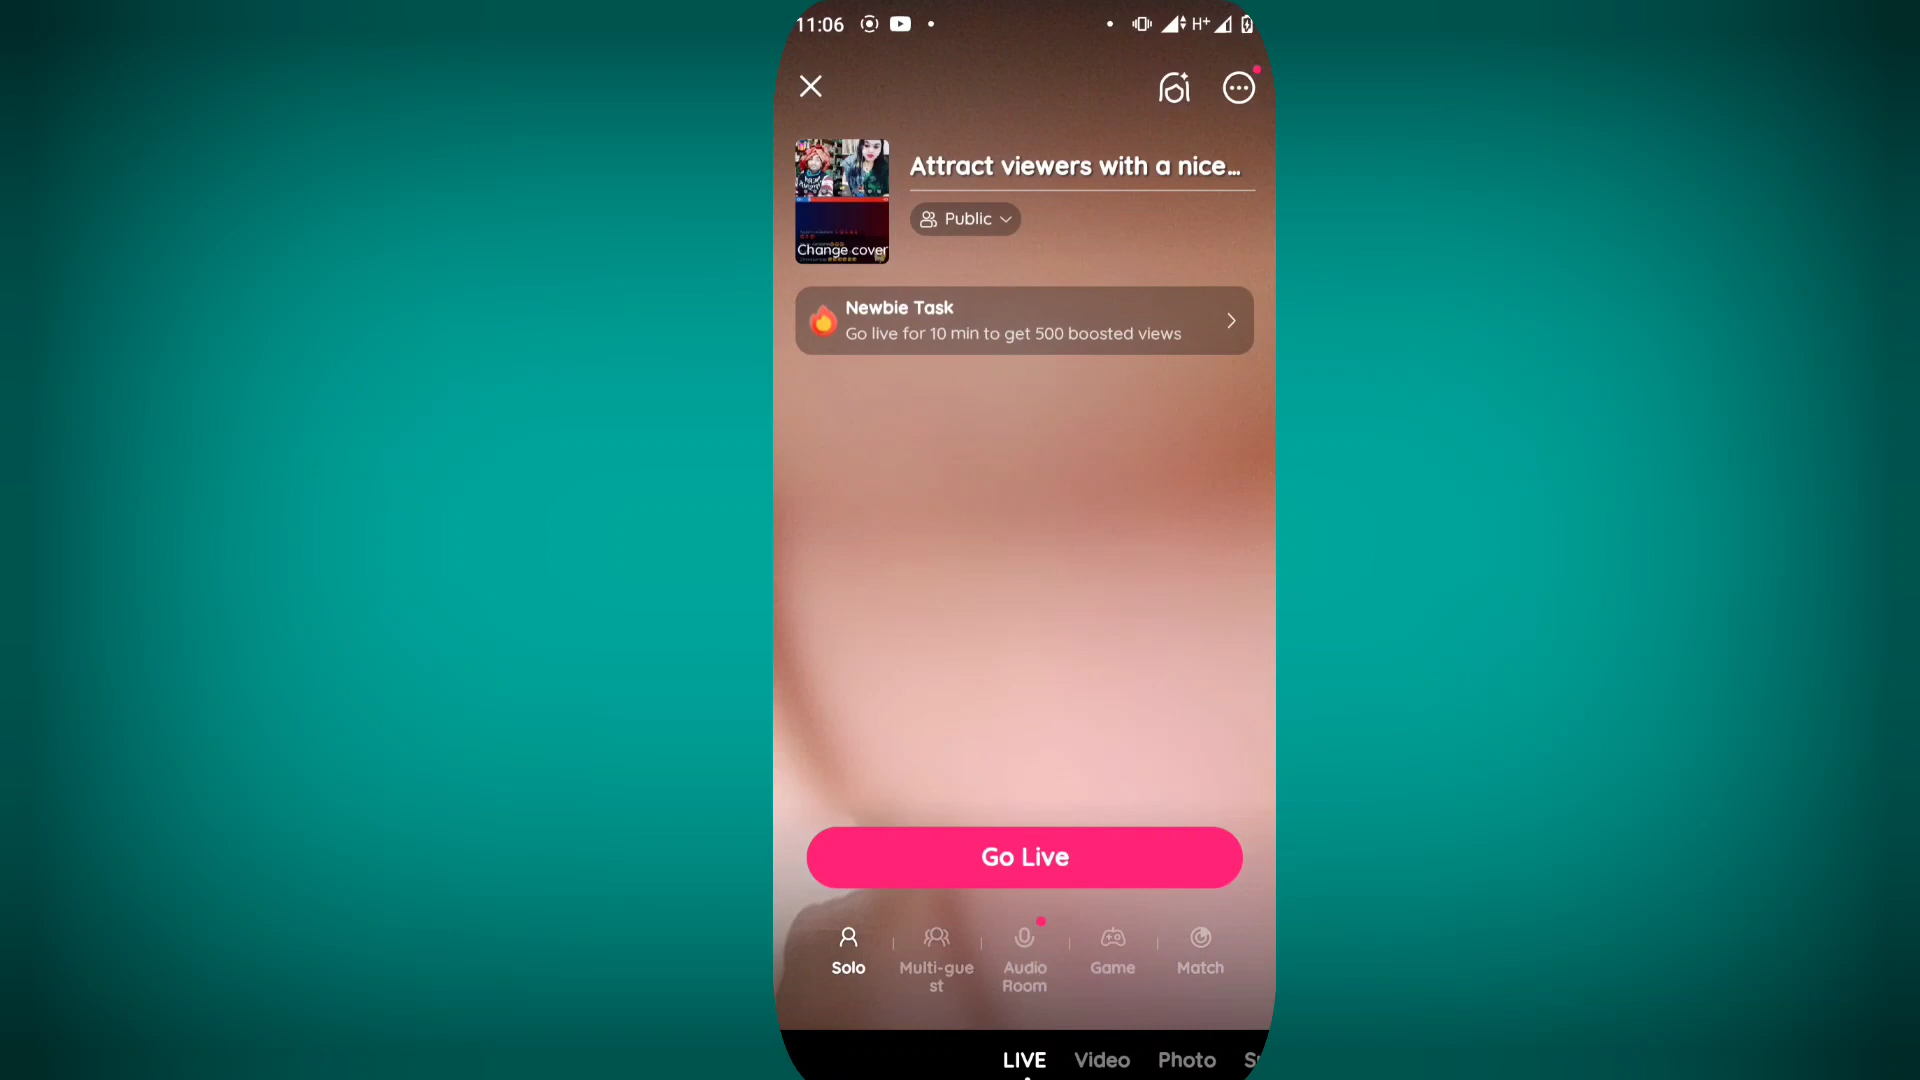 11:06
H+
Attract viewers with a nice...
Public
Change cover
Newbie Task
Go live for 10 min to get 500 boosted views
Go Live
Solo
Multi-gue
st
Audio
Room
Game
Match
LIVE Video Photo